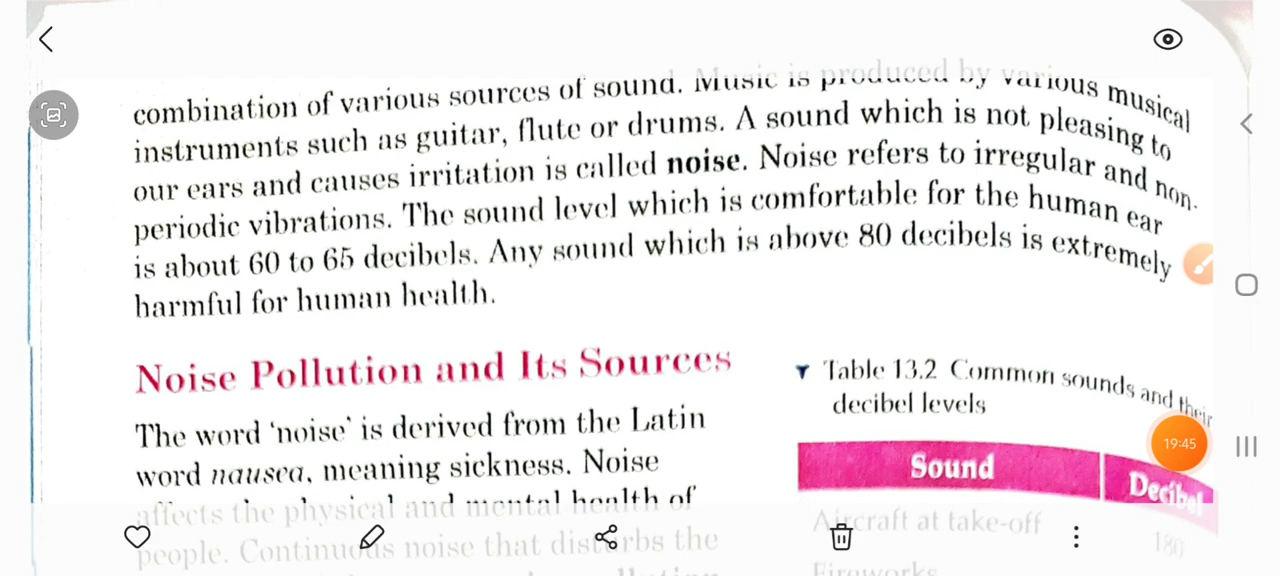 combination of various sources of sound. Music is produced by various musical
instruments such as guitar, flute or drums. A sound which is not pleasing to
our ears and causes irritation is called noise. Noise refers to irregular and non-
periodic vibrations. The sound level which is comfortable for the human ear
is about 60 to 65 decibels. Any sound which is above 80 decibels is extremely
harmful for human health.
Noise Pollution and Its Sources
The word ‘noise’ is derived from the Latin
word nausea, meaning sickness. Noise
affects the physical and mental health of
people. Continuous noise that disturbs the
▼ Table 13.2 Common sounds and their
decibel levels
19:45
Sound Decibel
Aircraft at take-off 180
Fireworks